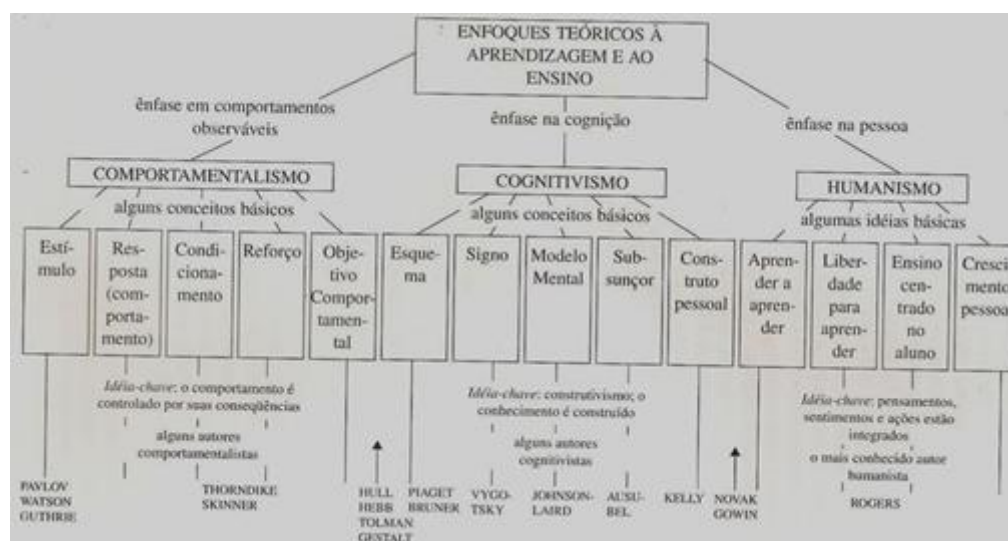 ENFOQUES TEÓRICOS À
APRENDIZAGEM E AO
ENSINO
ênfase em comportamentos
observáveis
ênfase na cognição
ênfase na pessoa
COMPORTAMENTALISMO
COGNITIVISMO
HUMANISMO
alguns conceitos básicos
alguns conceitos básicos
algumas idéias básicas
Estí-
mulo
Res-
posta
(com-
porta-
mento)
Condi-
ciona-
mento
Reforço
Obje-
tivo
Compor-
tamen-
tal
Esque-
ma
Signo
Modelo
Mental
Sub-
sunçor
Cons-
truto
pessoal
Apren-
der a
apren-
der
Liber-
dade
para
apren-
der
Ensino
cen-
trado
no
aluno
Cresci-
mento
pessoal
Idéia-chave: o comportamento é
controlado por suas conseqüências
Idéia-chave: construtivismo; o
conhecimento é construído
Idéia-chave: pensamentos,
sentimentos e ações estão
integrados
alguns autores
comportamentalistas
alguns autores
cognitivistas
o mais conhecido autor
humanista
PAVLOV
WATSON
GUTHRIE
THORNDIKE
SKINNER
HULL
HEBB
TOLMAN
GESTALT
PIAGET
BRUNER
VYGO-
TSKY
JOHNSON-
LAIRD
AUSU-
BEL
KELLY
NOVAK
GOWIN
ROGERS